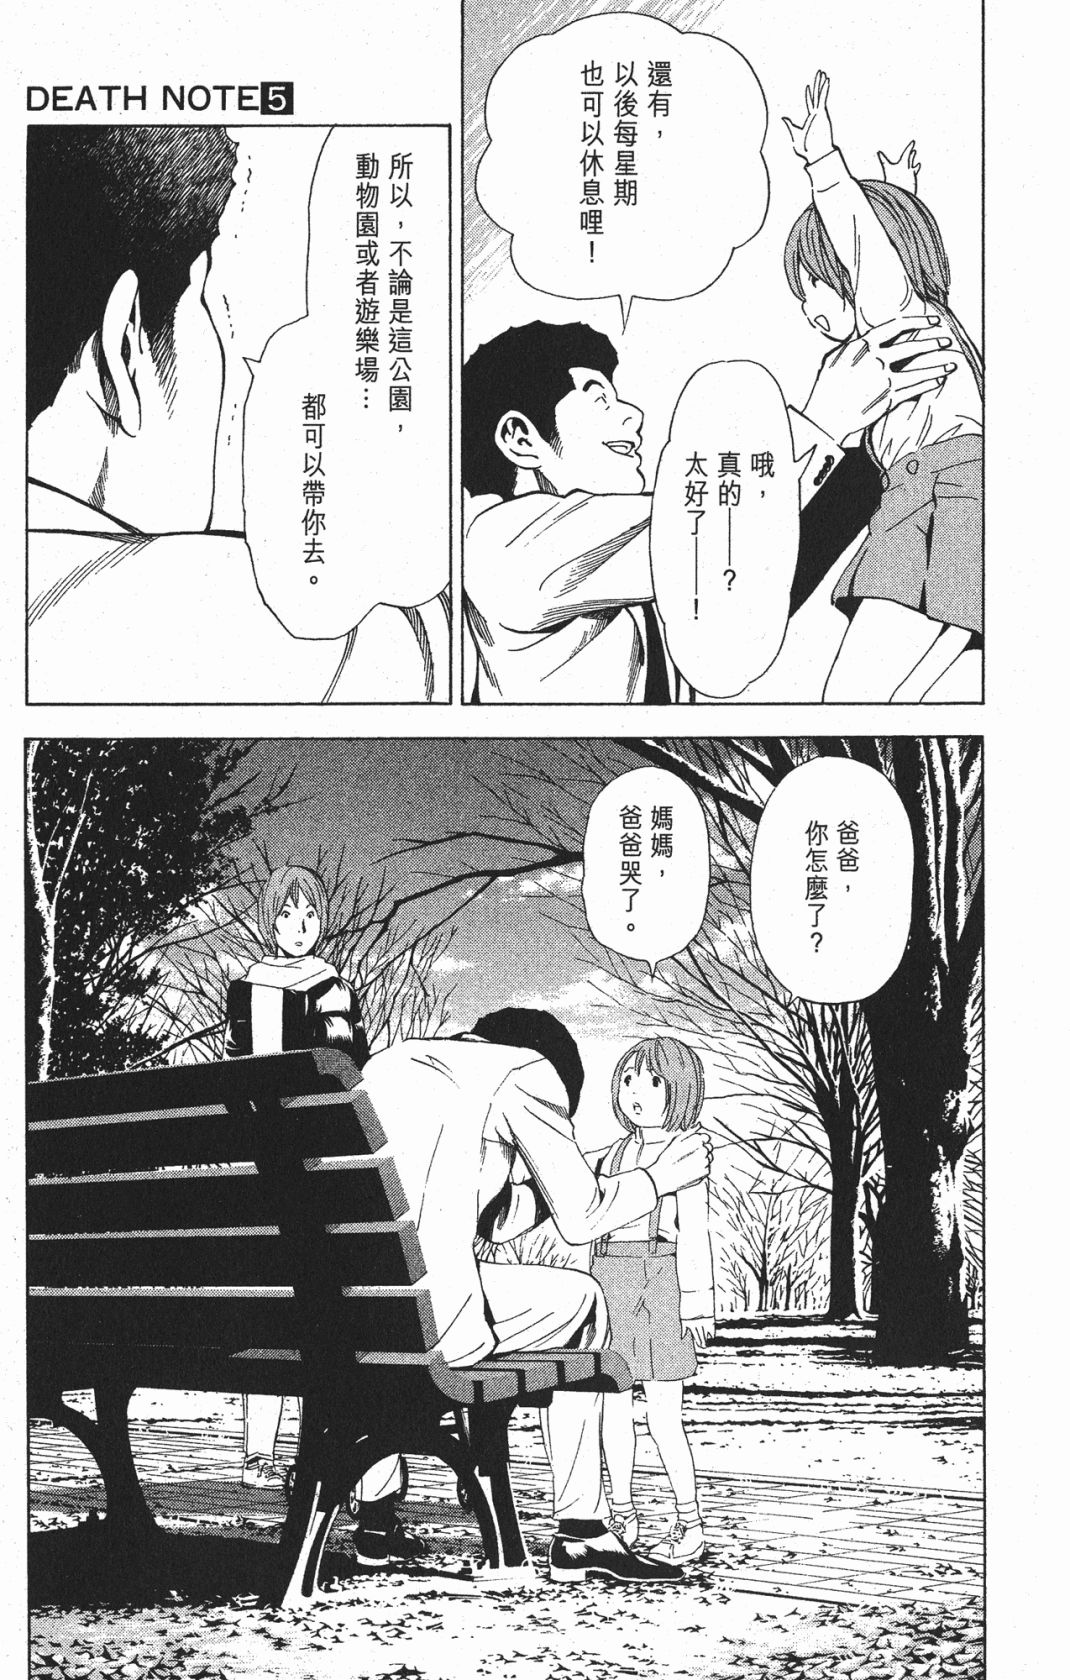 DEATH NOTE 5
還有，
以後每星期
也可以休息哩！
哦，
真的——？
太好了——！
所以，不論是這公園，
動物園或者遊樂場…
都可以帶你去。
爸爸，
你怎麼了？
媽媽，
爸爸哭了。